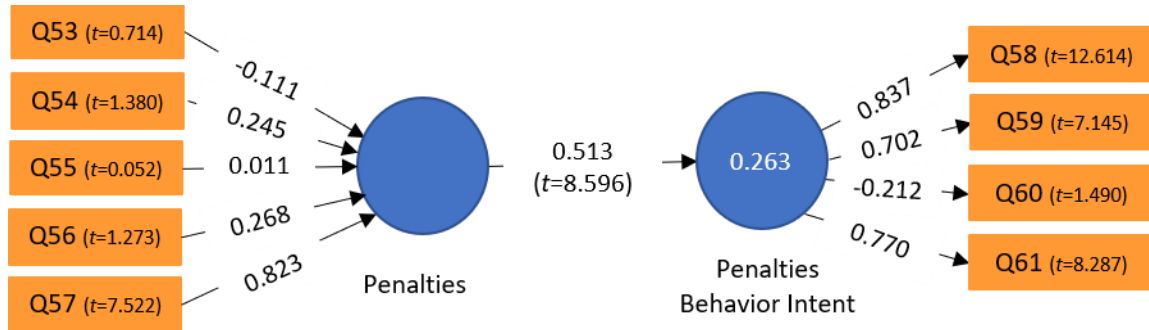 Q53 (t=0.714)
Q54 (t=1.380)
Q55 (t=0.052)
Q56 (t=1.273)
Q57 (t=7.522)
-0.111
0.245
0.011
0.268
0.823
Penalties
0.513
(t=8.596)
0.263
Penalties
Behavior Intent
0.837
0.702
-0.212
0.770
Q58 (t=12.614)
Q59 (t=7.145)
Q60 (t=1.490)
Q61 (t=8.287)